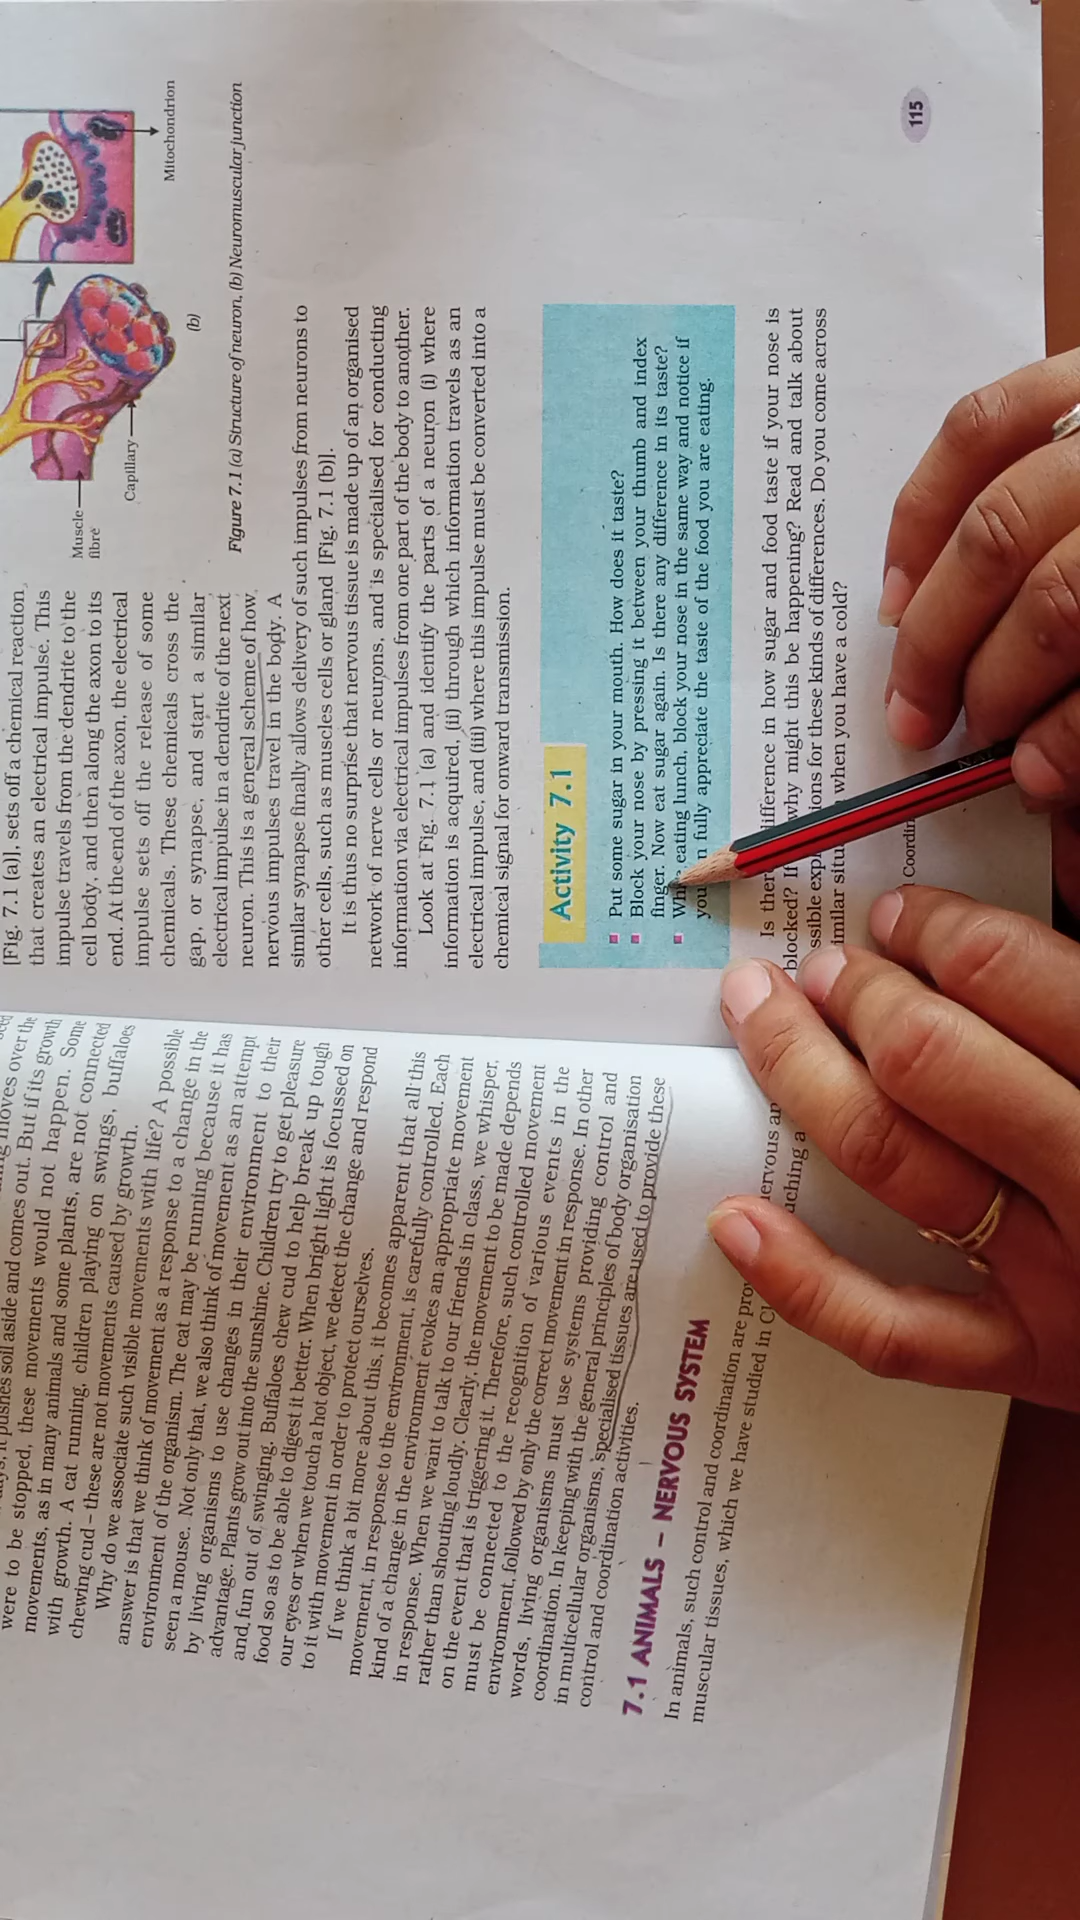 were to be stopped, these movements would not happen. Some
movements, as in many animals and some plants, are not connected
with growth. A cat running, children playing on swings, buffaloes
chewing cud – these are not movements caused by growth.
Why do we associate such visible movements with life? A possible
answer is that we think of movement as a response to a change in the
environment of the organism. The cat may be running because it has
seen a mouse. Not only that, we also think of movement as an attempt
by living organisms to use changes in their environment to their
advantage. Plants grow out into the sunshine. Children try to get pleasure
and fun out of swinging. Buffaloes chew cud to help break up tough
food so as to be able to digest it better. When bright light is focussed on
our eyes or when we touch a hot object, we detect the change and respond
to it with movement in order to protect ourselves.
If we think a bit more about this, it becomes apparent that all this
movement, in response to the environment, is carefully controlled. Each
kind of a change in the environment evokes an appropriate movement
in response. When we want to talk to our friends in class, we whisper,
rather than shouting loudly. Clearly, the movement to be made depends
on the event that is triggering it. Therefore, such controlled movement
must be connected to the recognition of various events in the
environment, followed by only the correct movement in response. In other
words, living organisms must use systems providing control and
coordination. In keeping with the general principles of body organisation
in multicellular organisms, specialised tissues are used to provide these
control and coordination activities.
7.1 ANIMALS – NERVOUS SYSTEM
In animals, such control and coordination are
muscular tissues, which we have studied in
[Fig. 7.1 (a)], sets off a chemical reaction
that creates an electrical impulse. This
impulse travels from the dendrite to the
cell body, and then along the axon to its
end. At the end of the axon, the electrical
impulse sets off the release of some
chemicals. These chemicals cross the
gap, or synapse, and start a similar
electrical impulse in a dendrite of the next
neuron. This is a general scheme of how
nervous impulses travel in the body. A
similar synapse finally allows delivery of such impulses from neurons to
other cells, such as muscles cells or gland [Fig. 7.1 (b)].
Muscle fibre
Capillary
Mitochondrion
(b)
Figure 7.1 (a) Structure of neuron, (b) Neuromuscular junction
It is thus no surprise that nervous tissue is made up of an organised
network of nerve cells or neurons, and is specialised for conducting
information via electrical impulses from one part of the body to another.
Look at Fig. 7.1 (a) and identify the parts of a neuron (i) where
information is acquired, (ii) through which information travels as an
electrical impulse, and (iii) where this impulse must be converted into a
chemical signal for onward transmission.
Activity 7.1
Put some sugar in your mouth. How does it taste?
Block your nose by pressing it between your thumb and index
finger. Now eat sugar again. Is there any difference in its taste?
eating lunch, block your nose in the same way and notice if
fully appreciate the taste of the food you are eating.
Is difference in how sugar and food taste if your nose is
blocked? why might this be happening? Read and talk about
for these kinds of differences. Do you come across
when you have a cold?
115